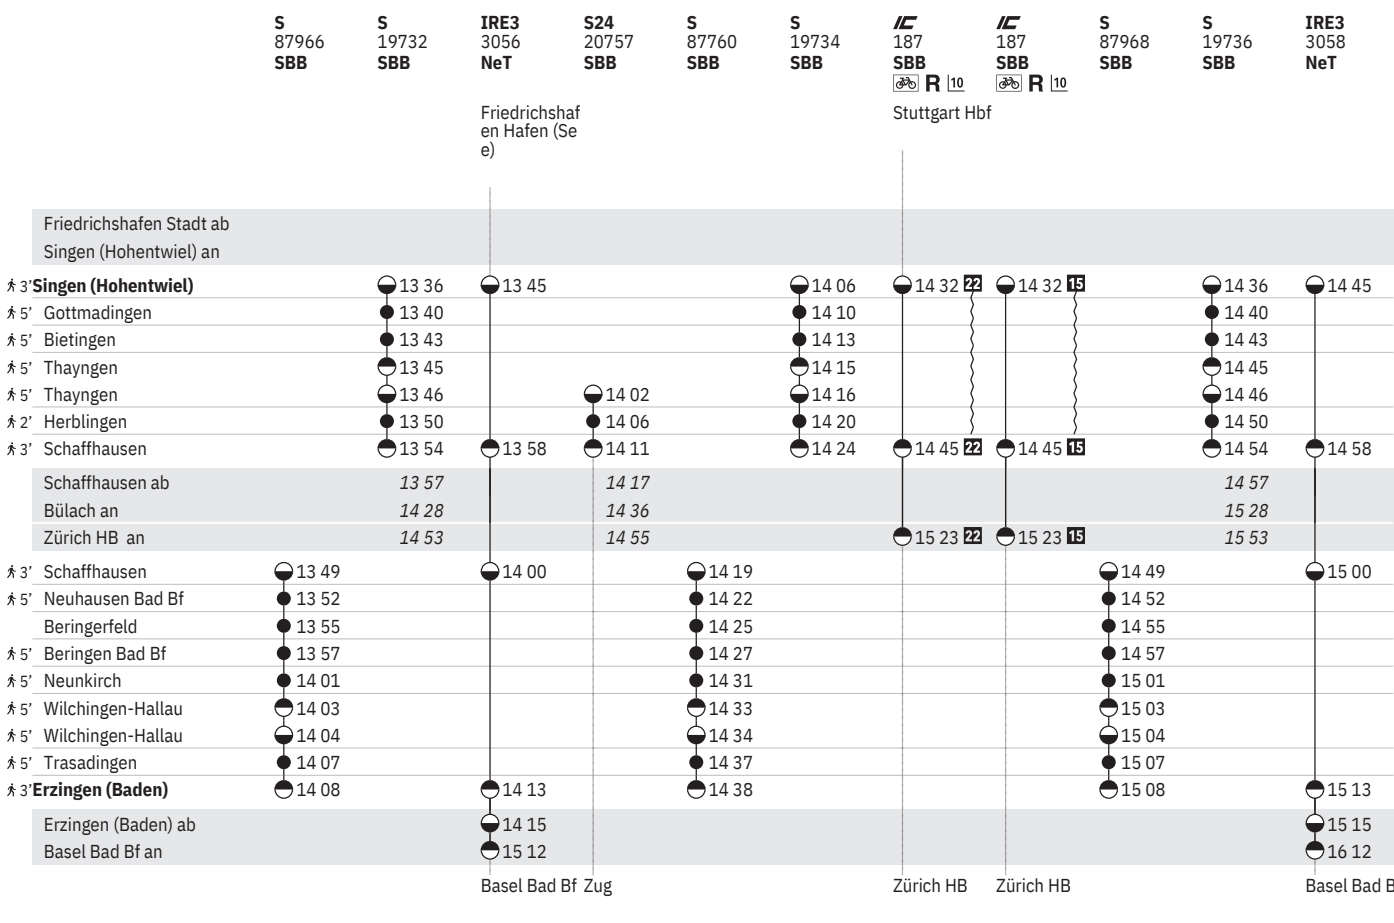 S S IRE3 S24 S S IC IC S S IRE3
87966 19732 3056 20757 87760 19734 187 187 87968 19736 3058
SBB SBB NeT SBB SBB SBB SBB SBB SBB SBB NeT
R 10 R 10
Friedrichshaf Stuttgart Hbf
en Hafen (Se
e)
Friedrichshafen Stadt ab
Singen (Hohentwiel) an
3' Singen (Hohentwiel) 13 36 13 45 14 06 14 32 22 14 32 15 14 36 14 45
5' Gottmadingen 13 40 14 10 14 40
5' Bietingen 13 43 14 13 14 43
5' Thayngen 13 45 14 15 14 45
5' Thayngen 13 46 14 02 14 16 14 46
2' Herblingen 13 50 14 06 14 20 14 50
3' Schaffhausen 13 54 13 58 14 11 14 24 14 45 22 14 45 15 14 54 14 58
Schaffhausen ab 13 57 14 17 14 57
Bülach an 14 28 14 36 15 28
Zürich HB an 14 53 14 55 15 23 22 15 23 15 15 53
3' Schaffhausen 13 49 14 00 14 19 14 49 15 00
5' Neuhausen Bad Bf 13 52 14 22 14 52
Beringerfeld 13 55 14 25 14 55
5' Beringen Bad Bf 13 57 14 27 14 57
5' Neunkirch 14 01 14 31 15 01
5' Wilchingen-Hallau 14 03 14 33 15 03
5' Wilchingen-Hallau 14 04 14 34 15 04
5' Trasadingen 14 07 14 37 15 07
3' Erzingen (Baden) 14 08 14 13 14 38 15 08 15 13
Erzingen (Baden) ab 14 15 15 15
Basel Bad Bf an 15 12 16 12
Basel Bad Bf Zug Zürich HB Zürich HB Basel Bad B